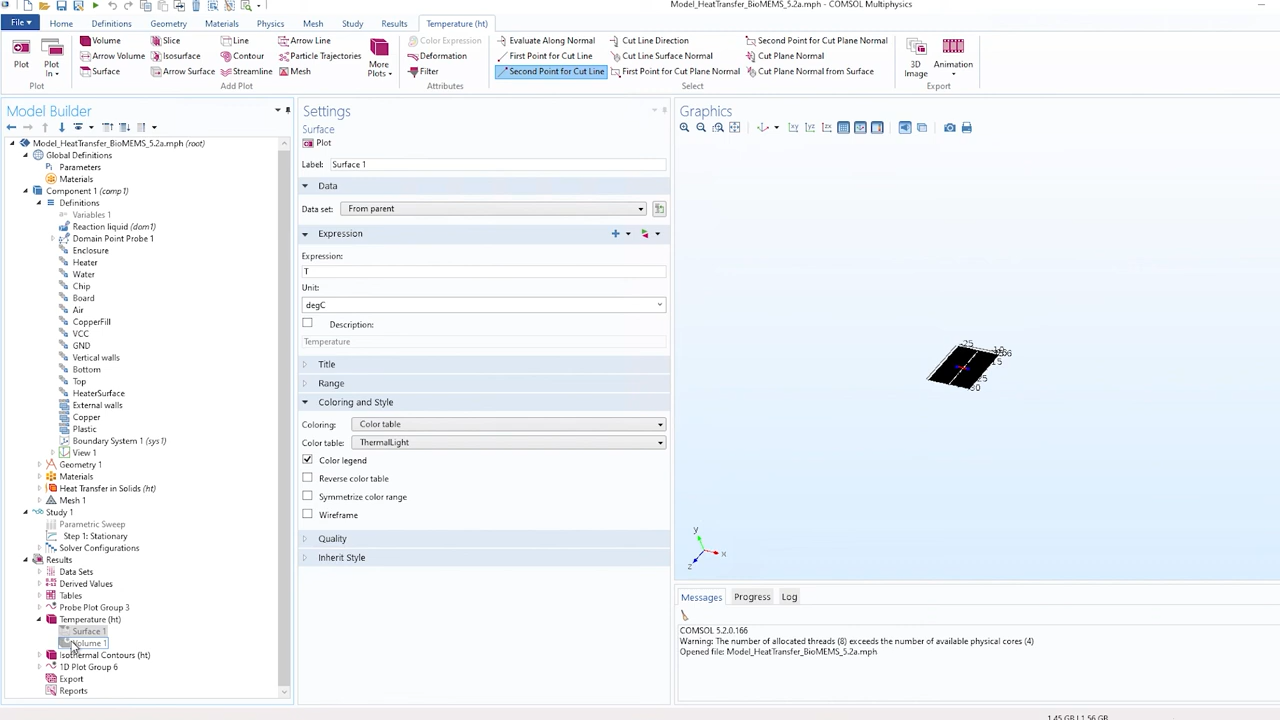 Model_HeatTransfer_BioMEMS_5.2a.mph - COMSOL Multiphysics
File Home Definitions Geometry Materials Physics Mesh Study Results Temperature (ht)
Plot
Plot In
Volume
Arrow Volume
Surface
Slice
Isosurface
Arrow Surface
Line
Contour
Streamline
Arrow Line
Particle Trajectories
Mesh
More Plots
Color Expression
Deformation
Filter
Evaluate Along Normal
First Point for Cut Line
Second Point for Cut Line
Cut Line Direction
Cut Line Surface Normal
First Point for Cut Plane Normal
Second Point for Cut Plane Normal
Cut Plane Normal
Cut Plane Normal from Surface
3D Image
Animation
Plot
Add Plot
Attributes
Select
Export
Model Builder
Model_HeatTransfer_BioMEMS_5.2a.mph (root)
Global Definitions
Parameters
Materials
Component 1 (comp1)
Definitions
Variables 1
Reaction liquid (dom1)
Domain Point Probe 1
Enclosure
Heater
Water
Chip
Board
Air
CopperFill
VCC
GND
Vertical walls
Bottom
Top
HeaterSurface
External walls
Copper
Plastic
Boundary System 1 (sys1)
View 1
Geometry 1
Materials
Heat Transfer in Solids (ht)
Mesh 1
Study 1
Parametric Sweep
Step 1: Stationary
Solver Configurations
Results
Data Sets
Derived Values
Tables
Probe Plot Group 3
Temperature (ht)
Surface 1
Volume 1
Isothermal Contours (ht)
1D Plot Group 6
Export
Reports
Settings
Surface
Plot
Label: Surface 1
Data
Data set: From parent
Expression
Expression:
T
Unit:
degC
Description:
Temperature
Title
Range
Coloring and Style
Coloring: Color table
Color table: ThermalLight
Color legend
Reverse color table
Symmetrize color range
Wireframe
Quality
Inherit Style
Graphics
y
x
z
Messages Progress Log
COMSOL 5.2.0.166
Warning: The number of allocated threads (8) exceeds the number of available physical cores (4)
Opened file: Model_HeatTransfer_BioMEMS_5.2a.mph
1.45 GB | 1.56 GB